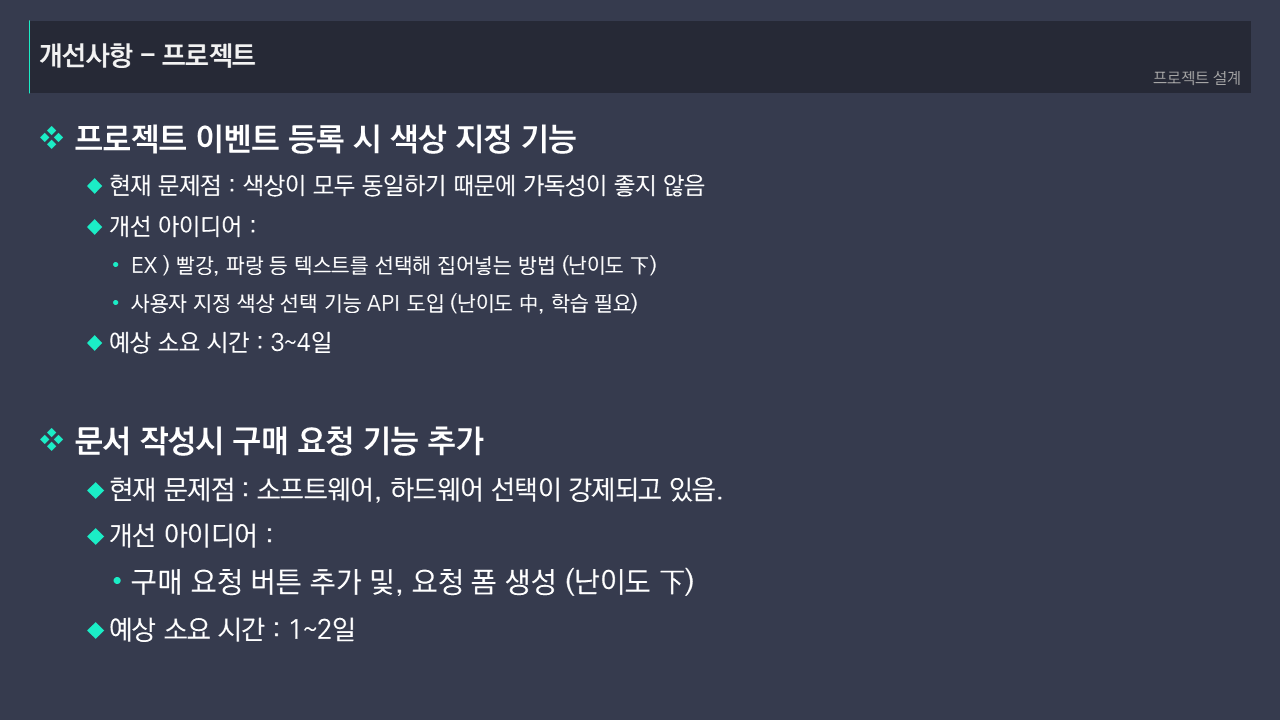 개선사항 – 프로젝트
프로젝트 설계
프로젝트 이벤트 등록 시 색상 지정 기능
현재 문제점 : 색상이 모두 동일하기 때문에 가독성이 좋지 않음
개선 아이디어 :
EX ) 빨강, 파랑 등 텍스트를 선택해 집어넣는 방법 (난이도 下)
사용자 지정 색상 선택 기능 API 도입 (난이도 中, 학습 필요)
예상 소요 시간 : 3~4일
문서 작성시 구매 요청 기능 추가
현재 문제점 : 소프트웨어, 하드웨어 선택이 강제되고 있음.
개선 아이디어 :
구매 요청 버튼 추가 및, 요청 폼 생성 (난이도 下)
예상 소요 시간 : 1~2일